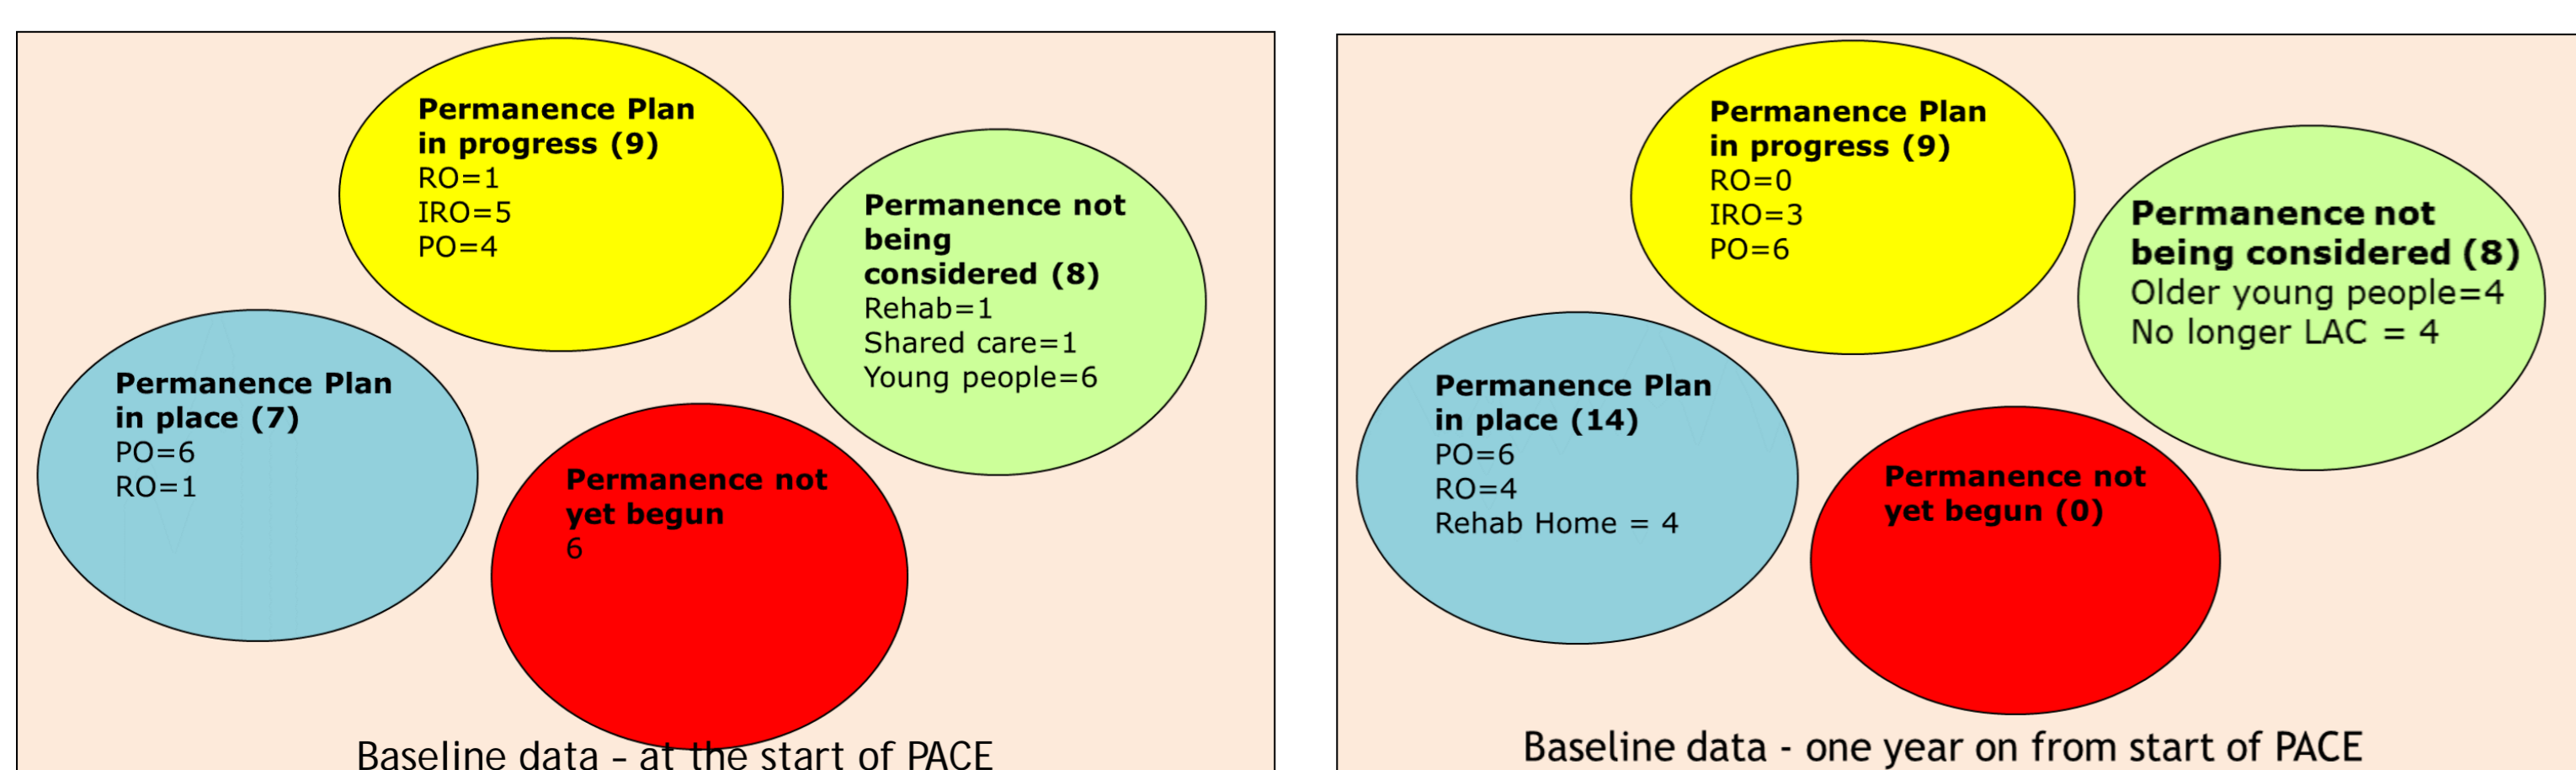 Permanence Plan
in progress (9)
RO=1
IRO=5
PO=4
Permanence not
being
considered (8)
Rehab=1
Shared care=1
Young people=6
Permanence Plan
in place (7)
PO=6
RO=1
Permanence not
yet begun
6
Baseline data – at the start of PACE
Permanence Plan
in progress (9)
RO=0
IRO=3
PO=6
Permanence not
being considered (8)
Older young people=4
No longer LAC = 4
Permanence Plan
in place (14)
PO=6
RO=4
Rehab Home = 4
Permanence not
yet begun (0)
Baseline data - one year on from start of PACE